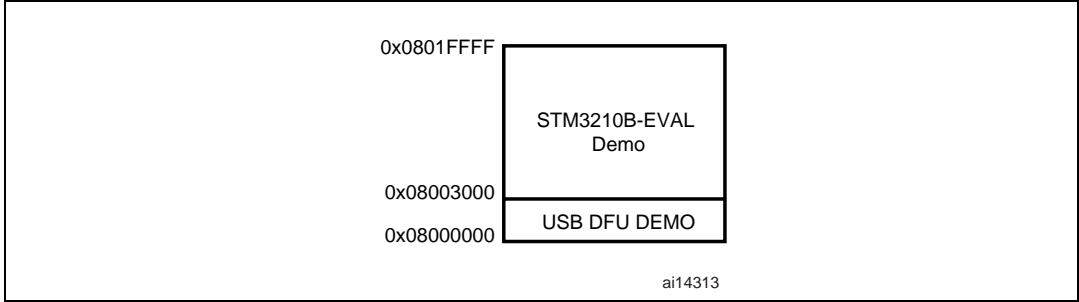 0x0801FFFF
STM3210B-EVAL
Demo
0x08003000
USB DFU DEMO
0x08000000
ai14313